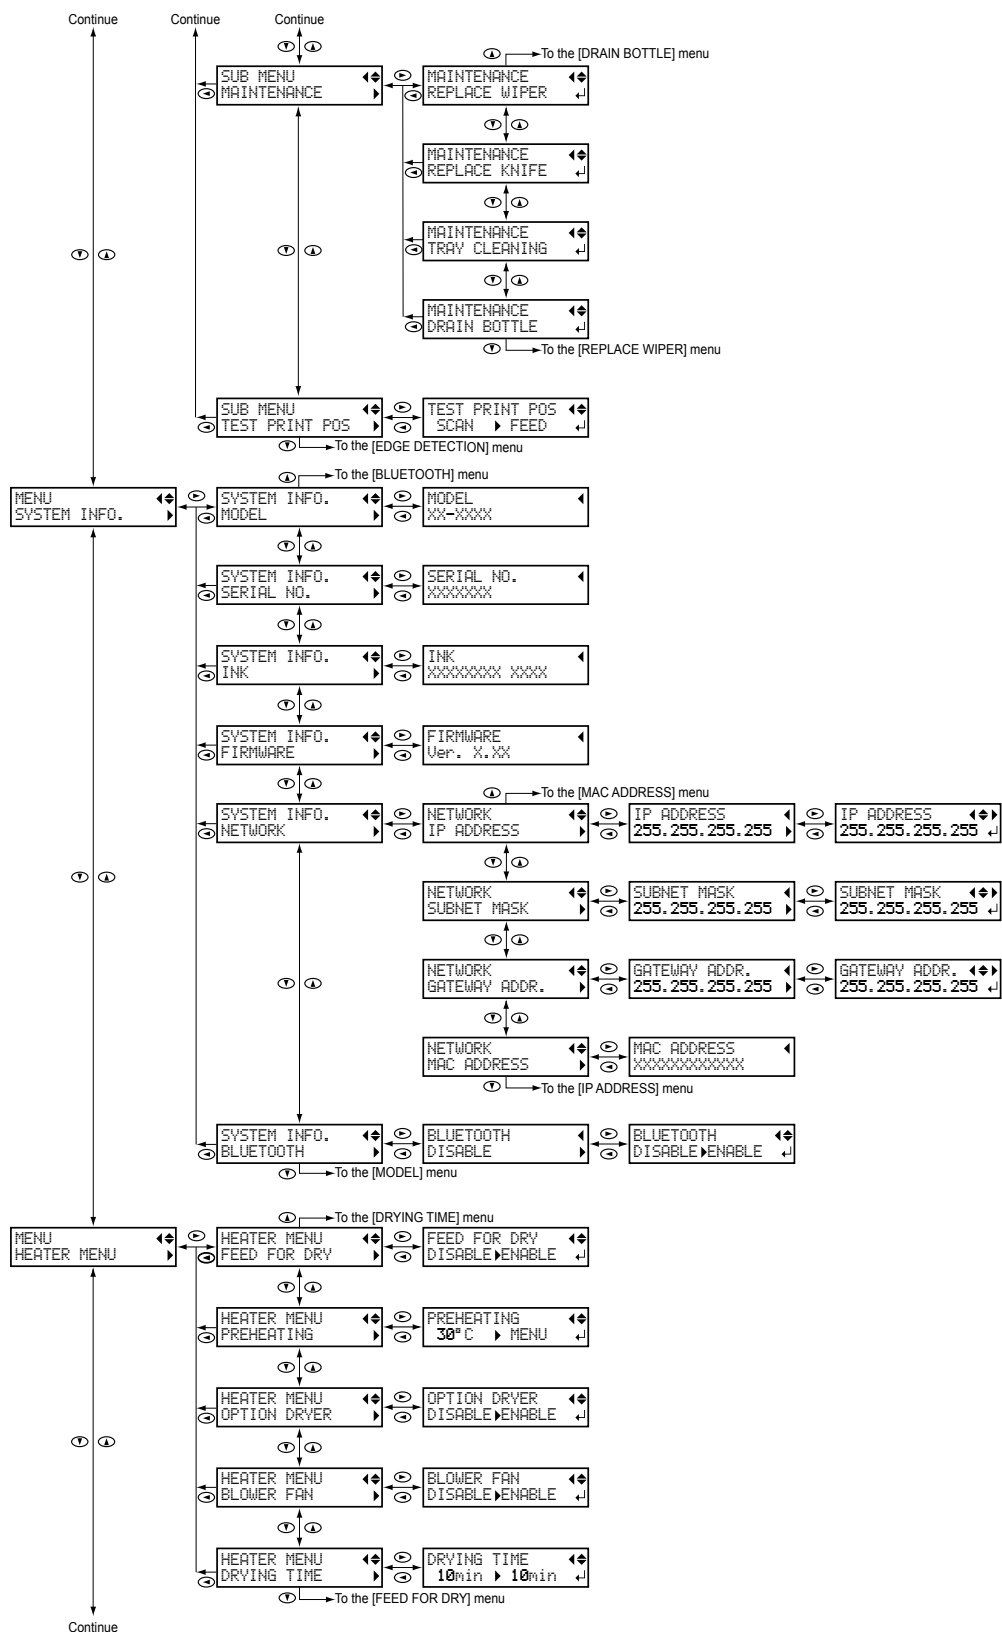 Continue
Continue
Continue
To the [DRAIN BOTTLE] menu
SUB MENU
MAINTENANCE
MAINTENANCE
REPLACE WIPER
MAINTENANCE
REPLACE KNIFE
MAINTENANCE
TRAY CLEANING
MAINTENANCE
DRAIN BOTTLE
To the [REPLACE WIPER] menu
SUB MENU
TEST PRINT POS
TEST PRINT POS
SCAN FEED
To the [EDGE DETECTION] menu
To the [BLUETOOTH] menu
MENU
SYSTEM INFO.
SYSTEM INFO.
MODEL
MODEL
XX-XXXX
SYSTEM INFO.
SERIAL NO.
SERIAL NO.
XXXXXXX
SYSTEM INFO.
INK
INK
XXXXXXXX XXXX
SYSTEM INFO.
FIRMWARE
FIRMWARE
Ver. X.XX
To the [MAC ADDRESS] menu
SYSTEM INFO.
NETWORK
NETWORK
IP ADDRESS
IP ADDRESS
255.255.255.255
IP ADDRESS
255.255.255.255
NETWORK
SUBNET MASK
SUBNET MASK
255.255.255.255
SUBNET MASK
255.255.255.255
NETWORK
GATEWAY ADDR.
GATEWAY ADDR.
255.255.255.255
GATEWAY ADDR.
255.255.255.255
NETWORK
MAC ADDRESS
MAC ADDRESS
XXXXXXXXXXXX
To the [IP ADDRESS] menu
SYSTEM INFO.
BLUETOOTH
BLUETOOTH
DISABLE
BLUETOOTH
DISABLE ENABLE
To the [MODEL] menu
To the [DRYING TIME] menu
MENU
HEATER MENU
HEATER MENU
FEED FOR DRY
FEED FOR DRY
DISABLE ENABLE
HEATER MENU
PREHEATING
PREHEATING
30°C MENU
HEATER MENU
OPTION DRYER
OPTION DRYER
DISABLE ENABLE
HEATER MENU
BLOWER FAN
BLOWER FAN
DISABLE ENABLE
HEATER MENU
DRYING TIME
DRYING TIME
10min 10min
To the [FEED FOR DRY] menu
Continue